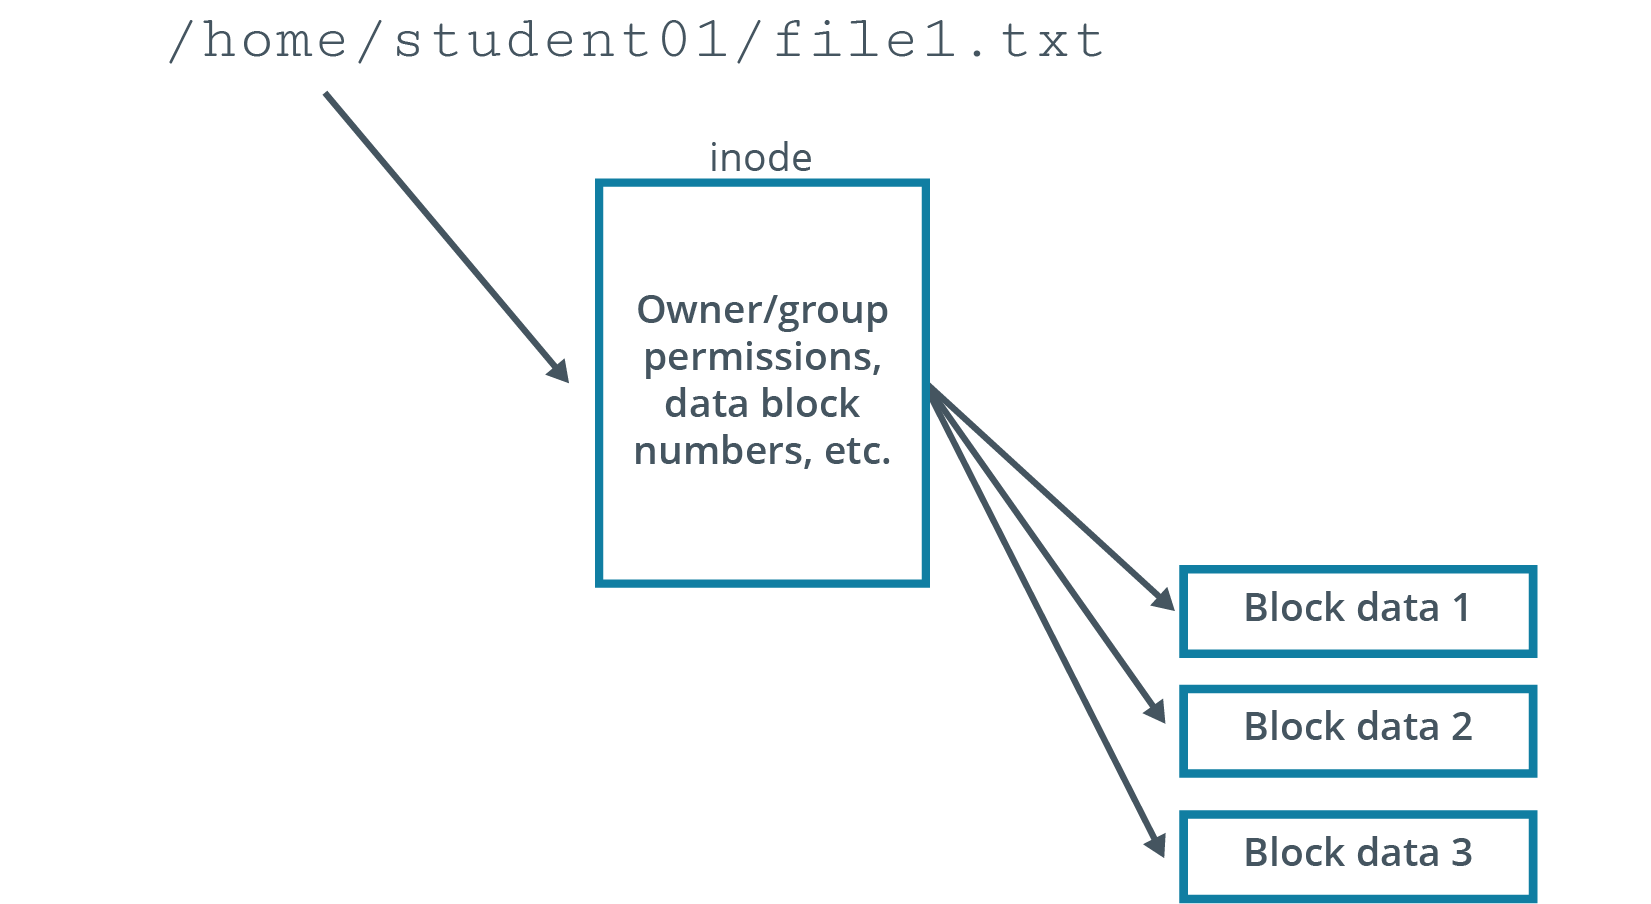 /home/student01/file1.txt
inode
Owner/group
permissions,
data block
numbers, etc.
Block data 1
Block data 2
Block data 3